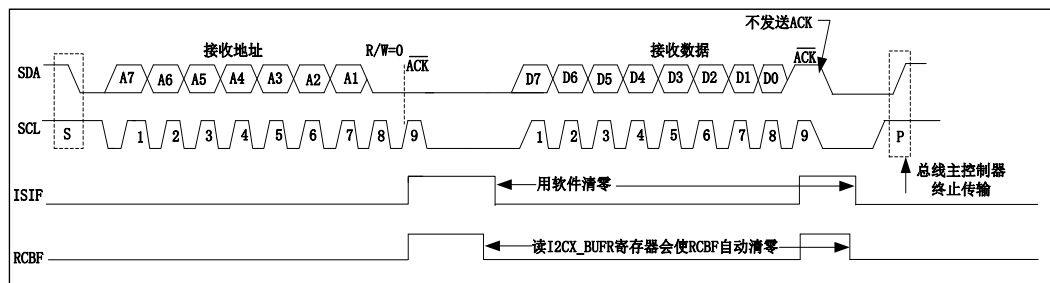 不发送ACK
接收地址 R/W=0 ACK 接收数据 ACK
SDA A7 A6 A5 A4 A3 A2 A1 D7 D6 D5 D4 D3 D2 D1 D0
SCL S 1 2 3 4 5 6 7 8 9 1 2 3 4 5 6 7 8 9 P
总线主控制器
终止传输
ISIF 用软件清零
RCBF 读I2CX_BUFR寄存器会使RCBF自动清零